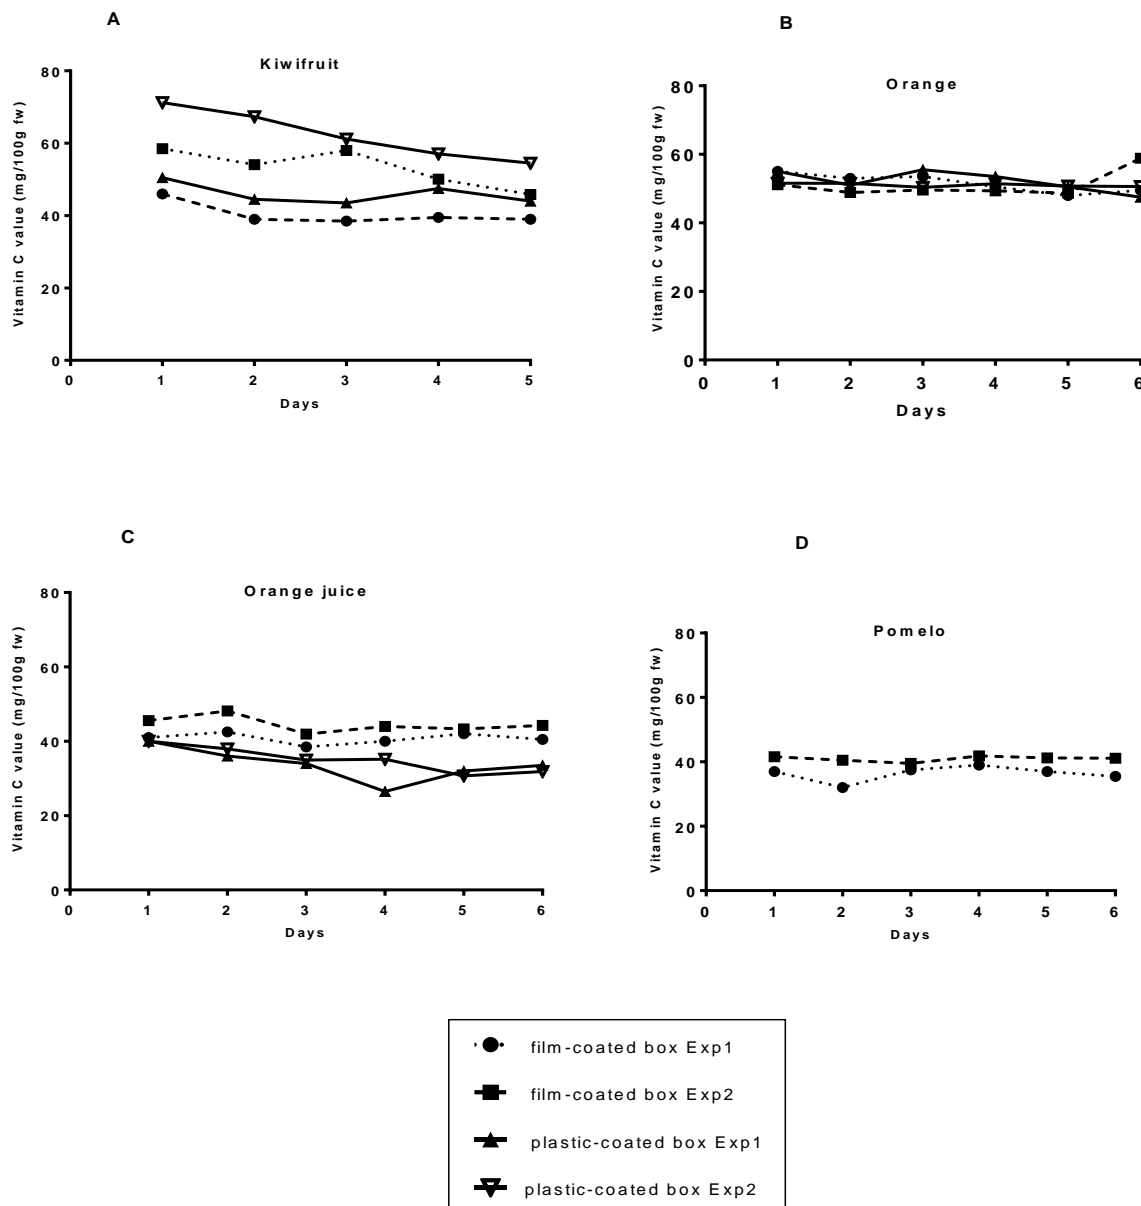 A
Kiwifruit
Vitamin C value (mg/100g fw)
80
60
40
20
0
0 1 2 3 4 5
Days
B
Orange
Vitamin C value (mg/100g fw)
80
60
40
20
0
0 1 2 3 4 5 6
Days
C
Orange juice
Vitamin C value (mg/100g fw)
80
60
40
20
0
0 1 2 3 4 5 6
Days
D
Pomelo
Vitamin C value (mg/100g fw)
80
60
40
20
0
0 1 2 3 4 5 6
Days
film-coated box Exp1
film-coated box Exp2
plastic-coated box Exp1
plastic-coated box Exp2